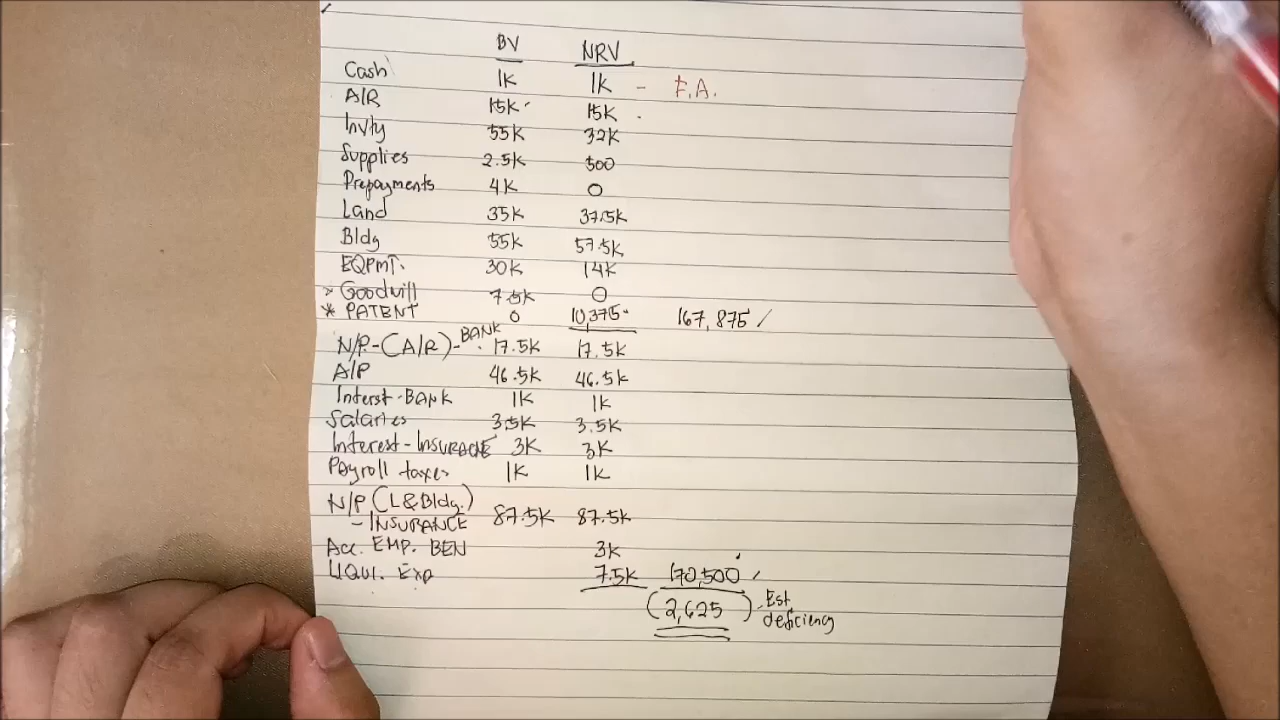 BV NRV
Cash 1K 1K - F.A.
A/R 15K 15K
Invty 55K 32K
Supplies 2.5K 500
Prepayments 4K 0
Land 35K 37.5K
Bldg 55K 57.5K
EQPMT. 30K 14K
Goodwill 7.5K 0
* PATENT 0 10,375 167,875
N/P-(A/R)-BANK 17.5K 17.5K
A/P 46.5K 46.5K
Interst-BANK 1K 1K
Salaries 3.5K 3.5K
Interest-INSURANCE 3K 3K
Payroll taxes 1K 1K
N/P (L&Bldg.)
- INSURANCE 87.5K 87.5K
Acc. EMP. BEN 3K
LIQUI. EXP 7.5K 170,500
(2,625) Est
deficiency